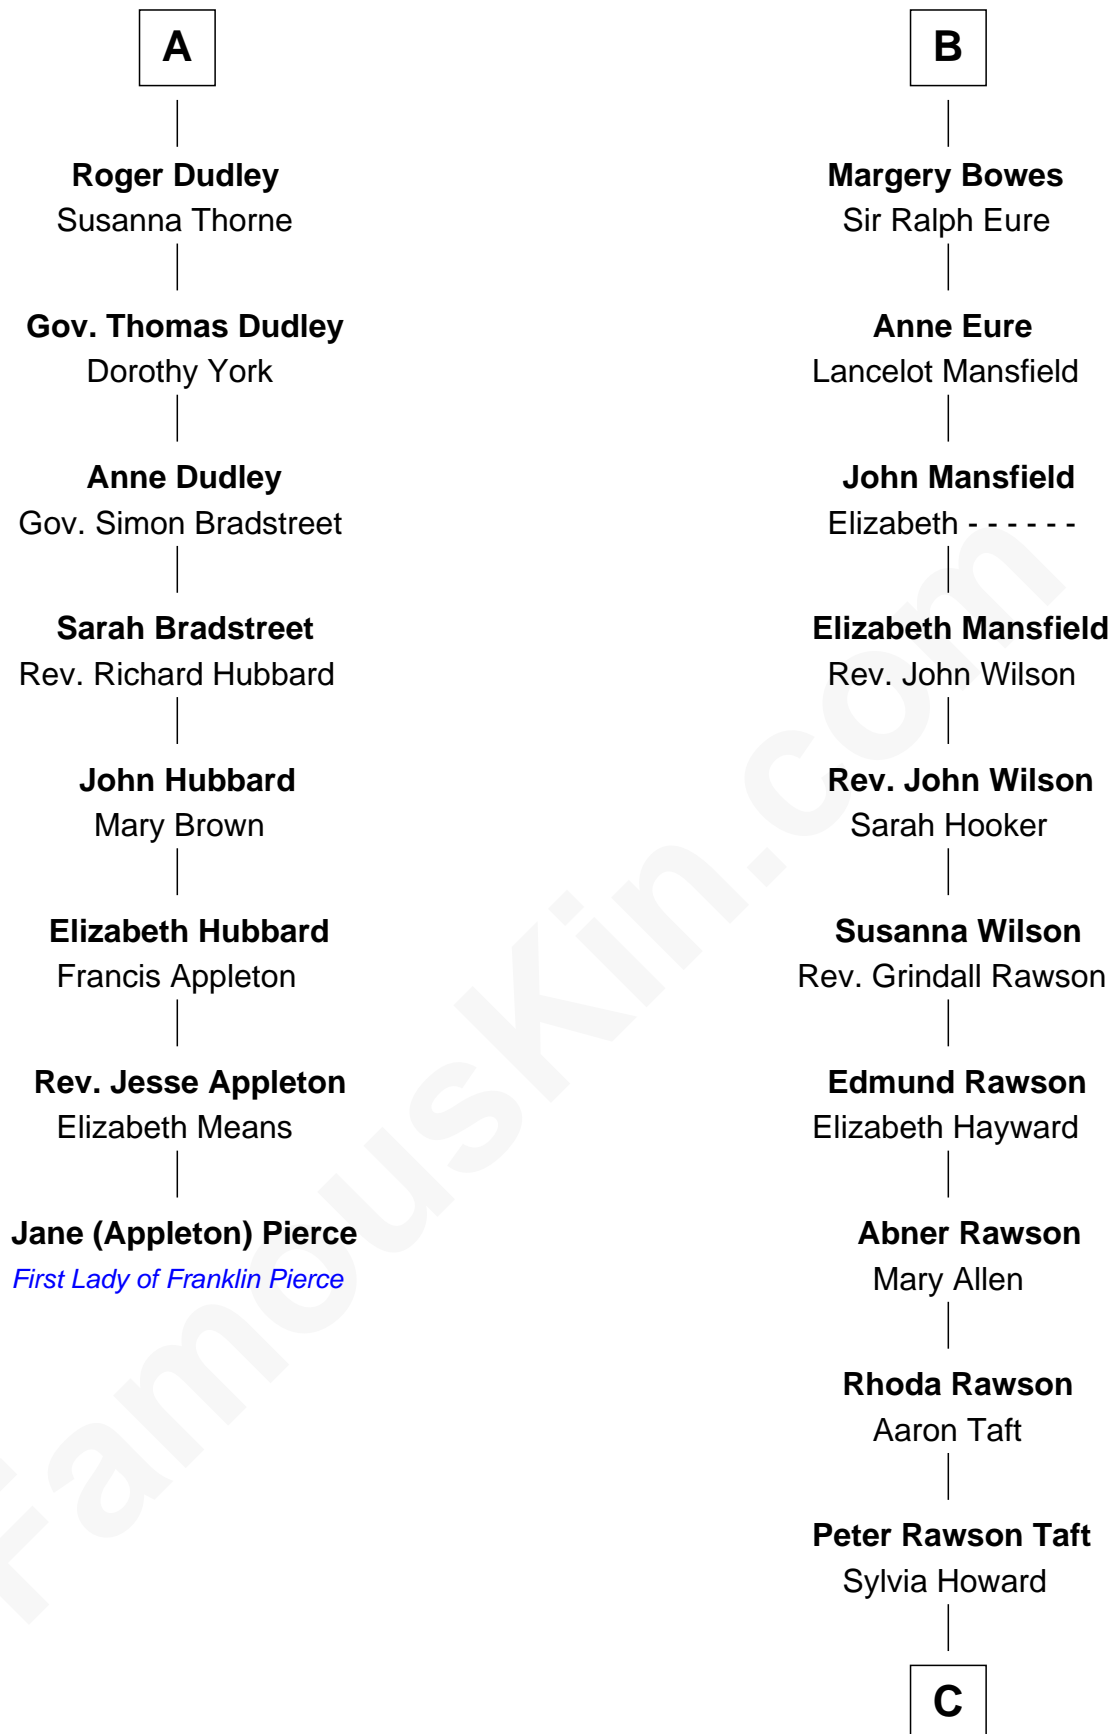 A
Roger Dudley
Susanna Thorne
Gov. Thomas Dudley
Dorothy York
Anne Dudley
Gov. Simon Bradstreet
Sarah Bradstreet
Rev. Richard Hubbard
John Hubbard
Mary Brown
Elizabeth Hubbard
Francis Appleton
Rev. Jesse Appleton
Elizabeth Means
Jane (Appleton) Pierce
First Lady of Franklin Pierce
B
Margery Bowes
Sir Ralph Eure
Anne Eure
Lancelot Mansfield
John Mansfield
Elizabeth - - - - - -
Elizabeth Mansfield
Rev. John Wilson
Rev. John Wilson
Sarah Hooker
Susanna Wilson
Rev. Grindall Rawson
Edmund Rawson
Elizabeth Hayward
Abner Rawson
Mary Allen
Rhoda Rawson
Aaron Taft
Peter Rawson Taft
Sylvia Howard
C
FamousKin.com